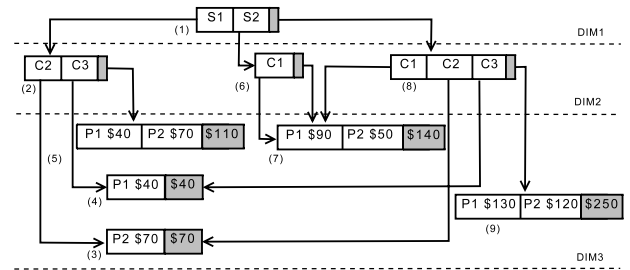 S1 S2
(1)
DIM1
C2 C3
C1
C1 C2 C3
(2)
(6)
(8)
DIM2
P1 $40 P2 $70 $110
P1 $90 P2 $50 $140
(5)
(7)
P1 $40 $40
(4)
P1 $130 P2 $120 $250
(9)
P2 $70 $70
(3)
DIM3